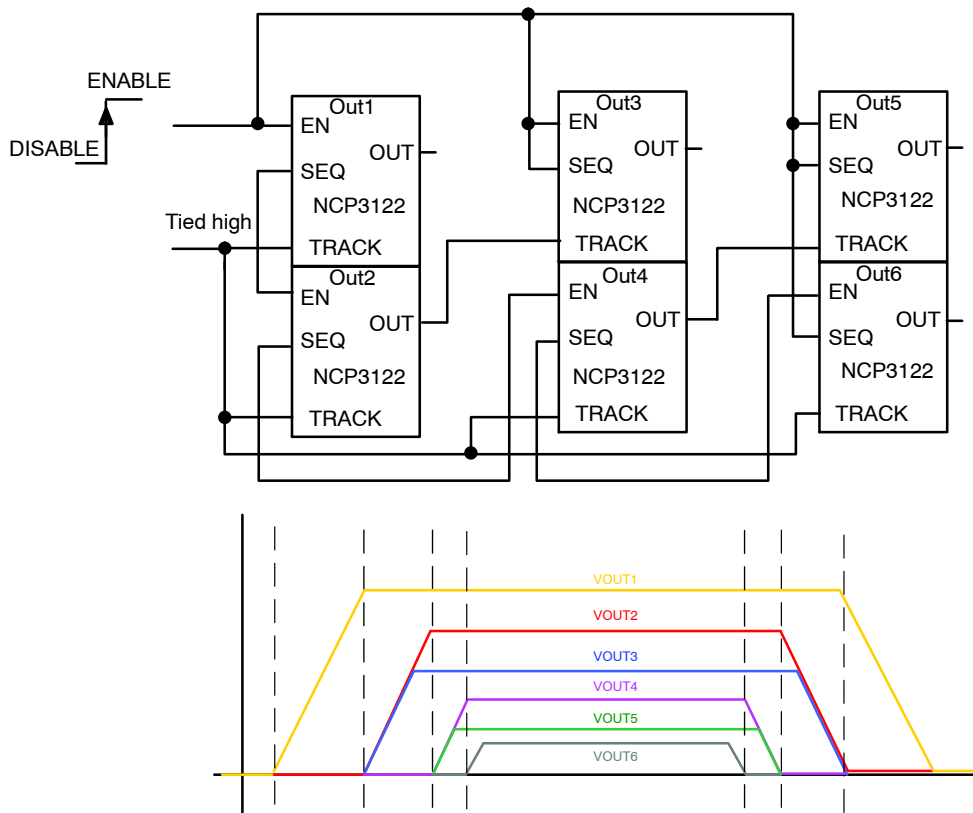 ENABLE
DISABLE
Tied high
Out1
EN
OUT
SEQ
NCP3122
TRACK
Out2
EN
OUT
SEQ
NCP3122
TRACK
Out3
EN
OUT
SEQ
NCP3122
TRACK
Out4
EN
OUT
SEQ
NCP3122
TRACK
Out5
EN
OUT
SEQ
NCP3122
TRACK
Out6
EN
OUT
SEQ
NCP3122
TRACK
VOUT1
VOUT2
VOUT3
VOUT4
VOUT5
VOUT6